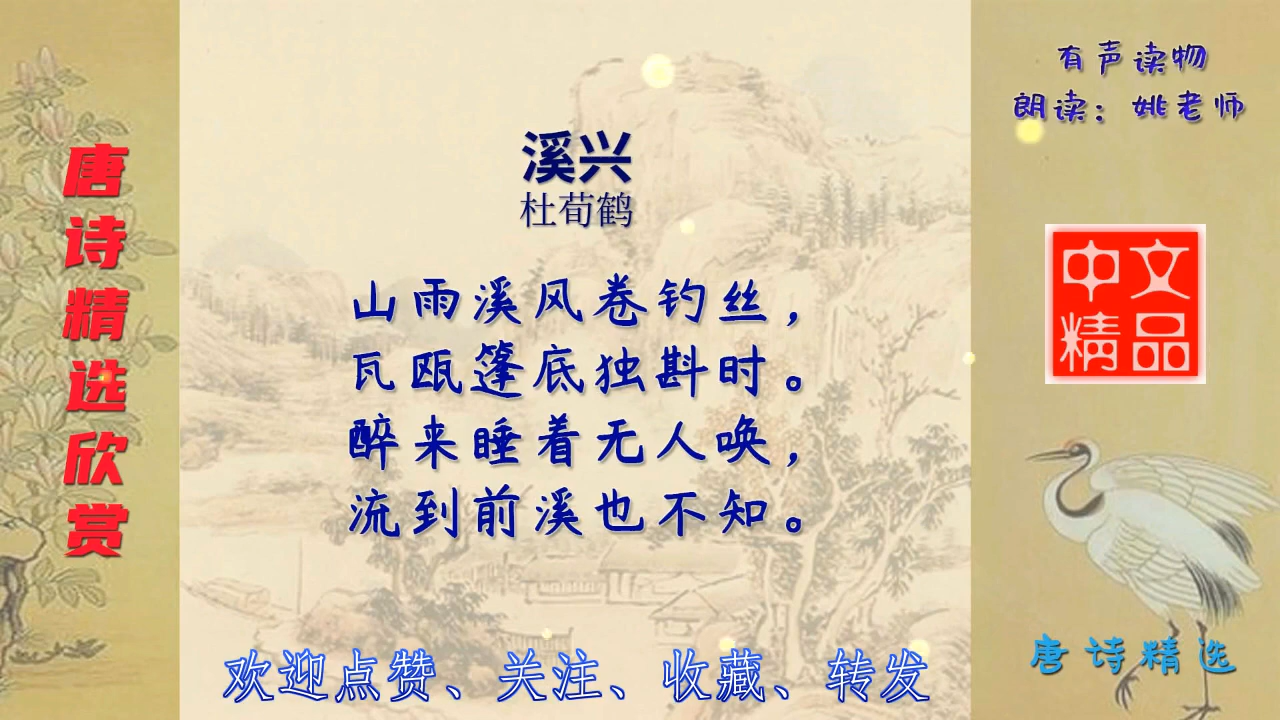 唐诗精选欣赏
溪兴
杜荀鹤
山雨溪风卷钓丝，
瓦瓯篷底独斟时。
醉来睡着无人唤，
流到前溪也不知。
欢迎点赞、关注、收藏、转发
有声读物
朗读：姚老师
中文
精品
唐诗精选